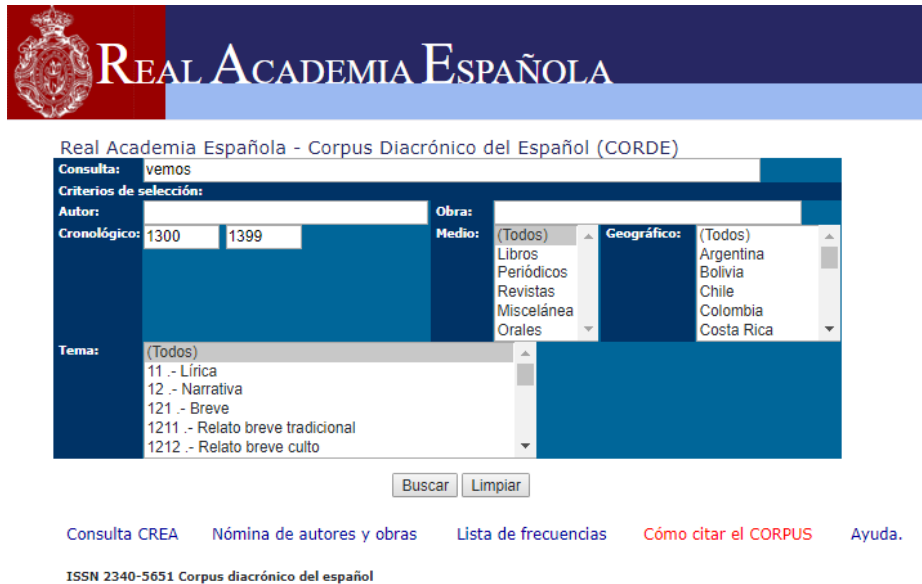 REAL ACADEMIA ESPAÑOLA
Real Academia Española - Corpus Diacrónico del Español (CORDE)
Consulta: vemos
Criterios de selección:
Autor: Obra:
Cronológico: 1300 1399 Medio: (Todos) Geográfico: (Todos)
Libros Argentina
Periódicos Bolivia
Revistas Chile
Miscelánea Colombia
Orales Costa Rica
Tema: (Todos)
11 .- Lírica
12 .- Narrativa
121 .- Breve
1211 .- Relato breve tradicional
1212 .- Relato breve culto
Buscar Limpiar
Consulta CREA Nómina de autores y obras Lista de frecuencias Cómo citar el CORPUS Ayuda.
ISSN 2340-5651 Corpus diacrónico del español